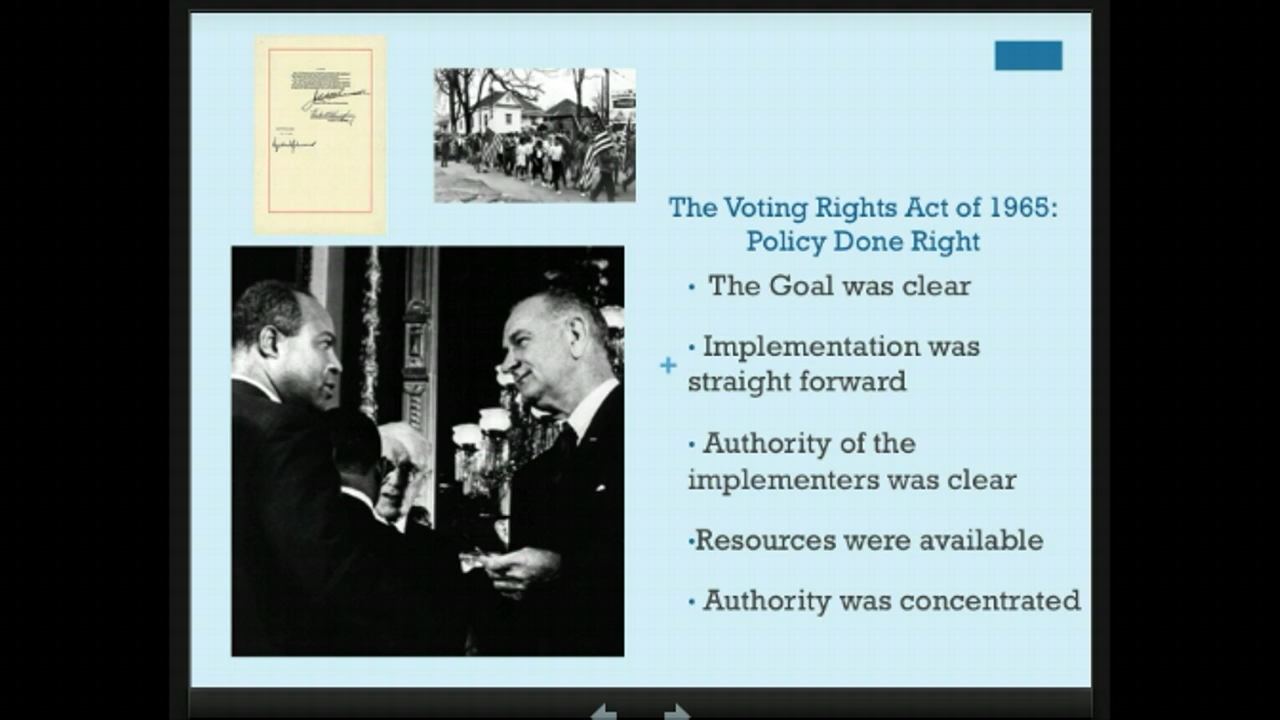 The Voting Rights Act of 1965:
Policy Done Right
• The Goal was clear
• Implementation was
straight forward
• Authority of the
implementers was clear
•Resources were available
• Authority was concentrated